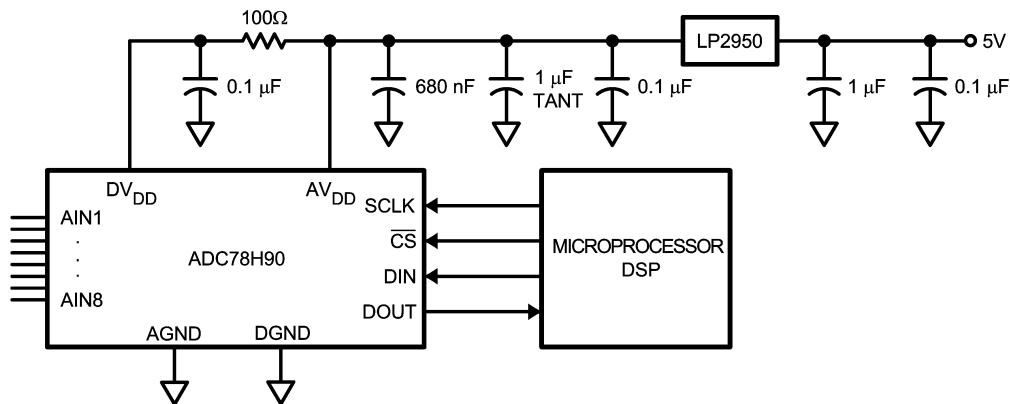 100Ω
LP2950
5V
0.1 µF
680 nF
1 µF
TANT
0.1 µF
1 µF
0.1 µF
DVDD
AVDD
AIN1
.
.
.
AIN8
ADC78H90
SCLK
CS
DIN
DOUT
AGND
DGND
MICROPROCESSOR
DSP